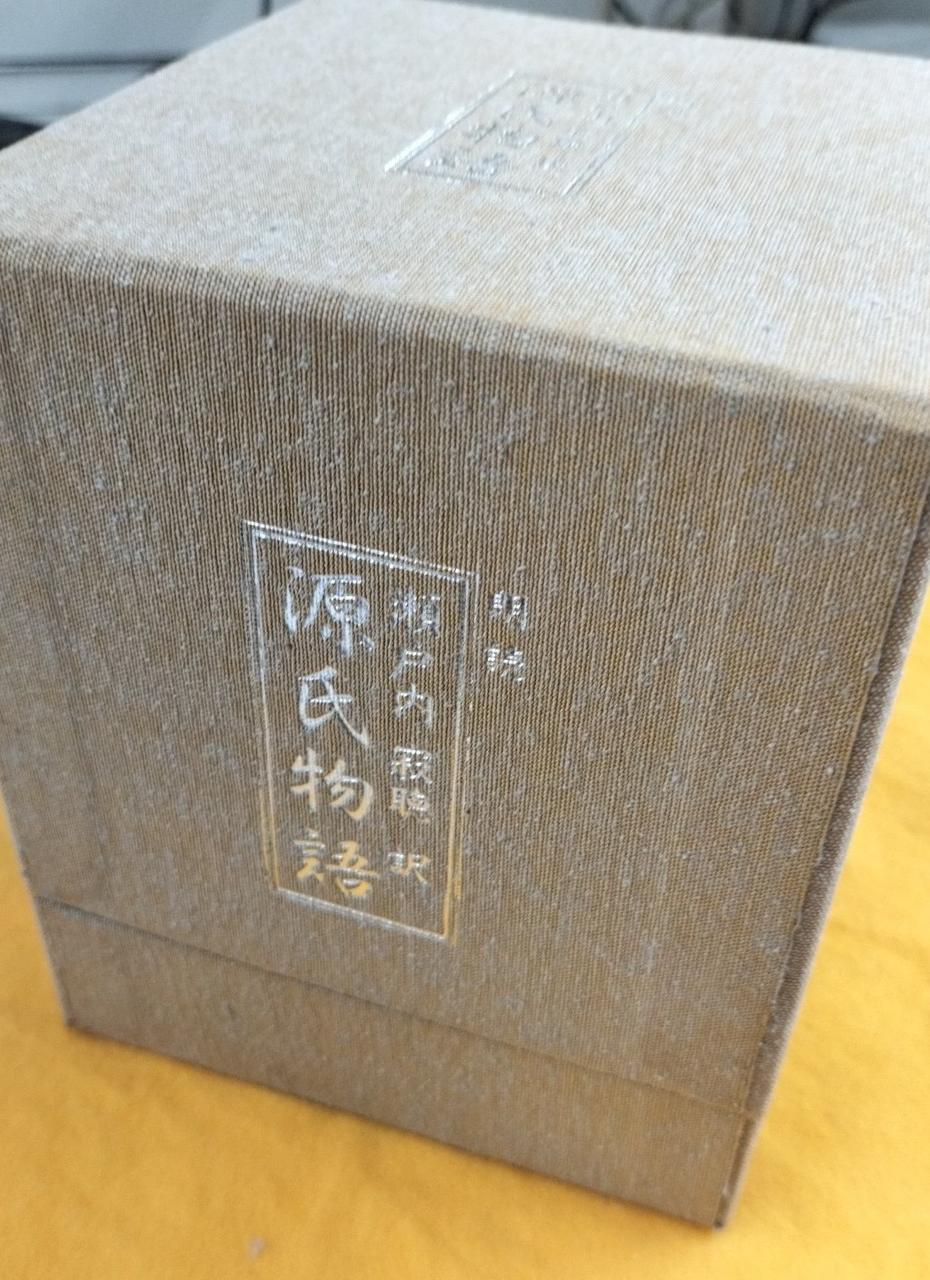 朗読
瀬戸内 寂聴 訳
源氏物語